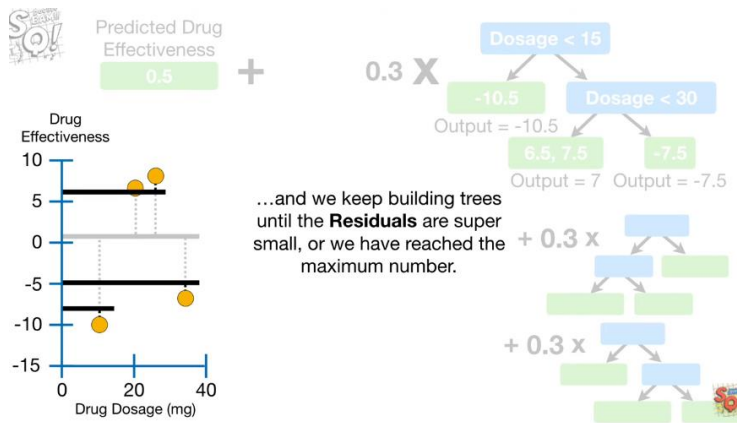 Predicted Drug
Effectiveness
0.5
+
0.3 X
Dosage < 15
-10.5
Dosage < 30
Output = -10.5
6.5, 7.5
-7.5
Output = 7
Output = -7.5
Drug
Effectiveness
10
5
0
-5
-10
-15
0
20
40
Drug Dosage (mg)
…and we keep building trees
until the Residuals are super
small, or we have reached the
maximum number.
+ 0.3 x
+ 0.3 x
SQ!